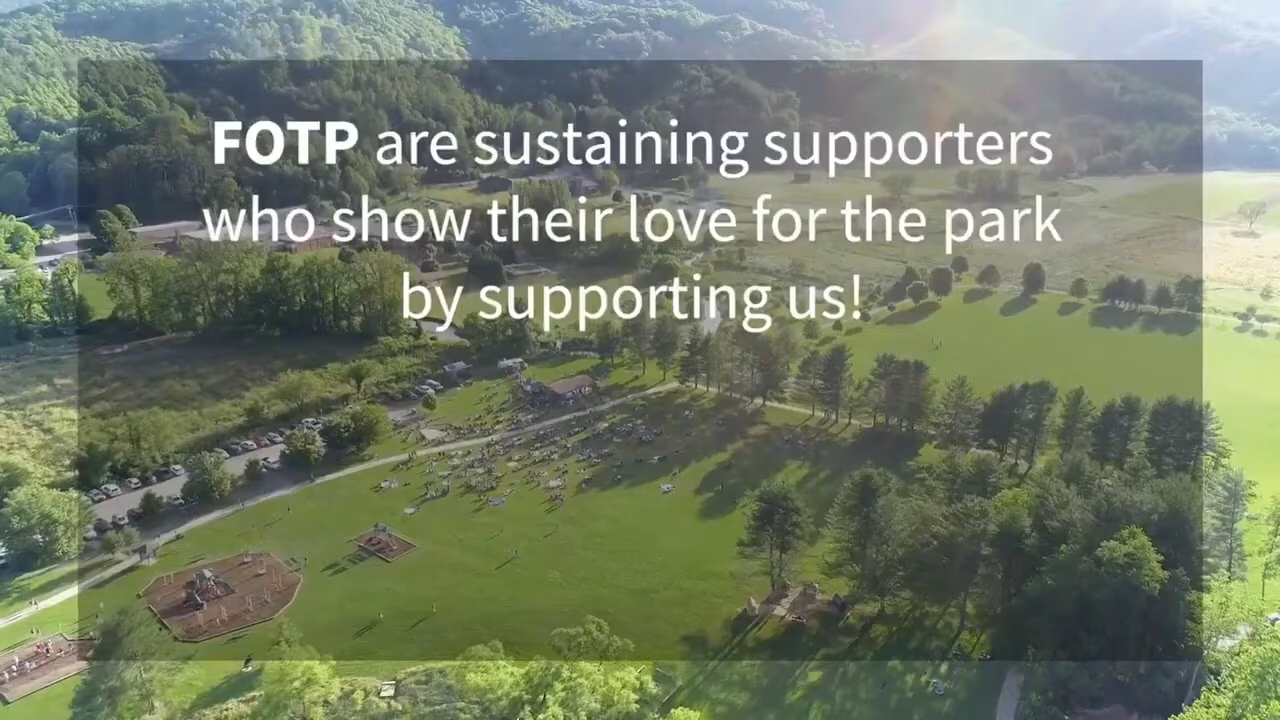 FOTP are sustaining supporters
who show their love for the park
by supporting us!